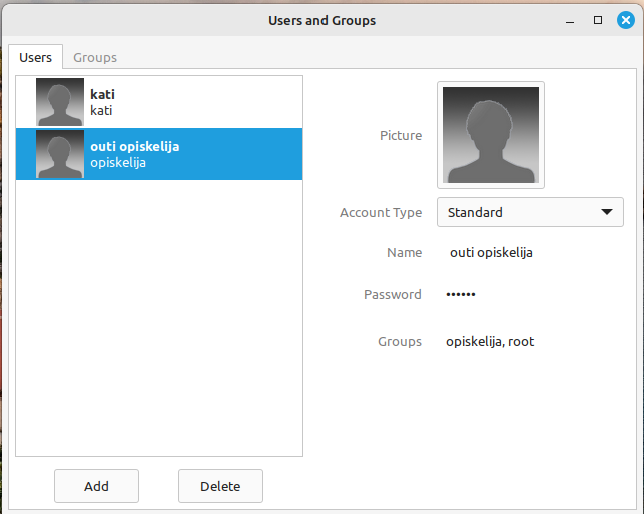 Users and Groups
Users
Groups
kati
kati
outi opiskelija
opiskelija
Picture
Account Type
Standard
Name
outi opiskelija
Password
••••••
Groups
opiskelija, root
Add
Delete